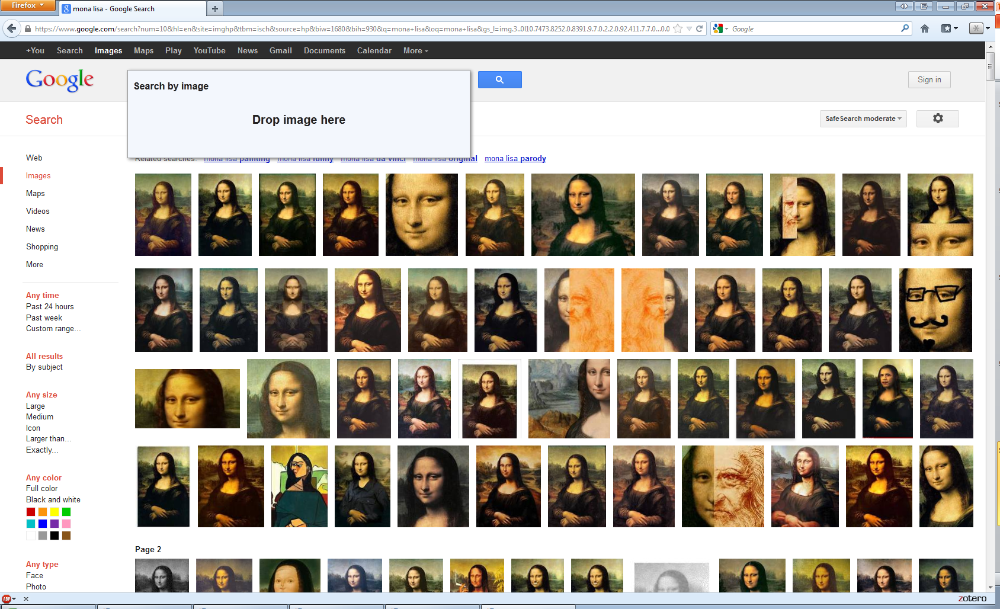 Firefox
mona lisa - Google Search
https://www.google.com/search?num=10&hl=en&site=imghp&tbm=isch&source=hp&biw=1680&bih=930&q=mona+lisa&oq=mona+lisa&gs_l=img.3..0l10.7473.8252.0.8391.9.7.0.2.2.0.92.411.7.7.0...0.0
Google
+You Search Images Maps Play YouTube News Gmail Documents Calendar More
Google
Search by image
Sign in
Drop image here
Search
SafeSearch moderate
Related searches: mona lisa painting mona lisa funny mona lisa da vinci mona lisa original mona lisa parody
Web
Images
Maps
Videos
News
Shopping
More
Any time
Past 24 hours
Past week
Custom range...
All results
By subject
Any size
Large
Medium
Icon
Larger than...
Exactly...
Any color
Full color
Black and white
Page 2
Any type
Face
Photo
ABP
zotero